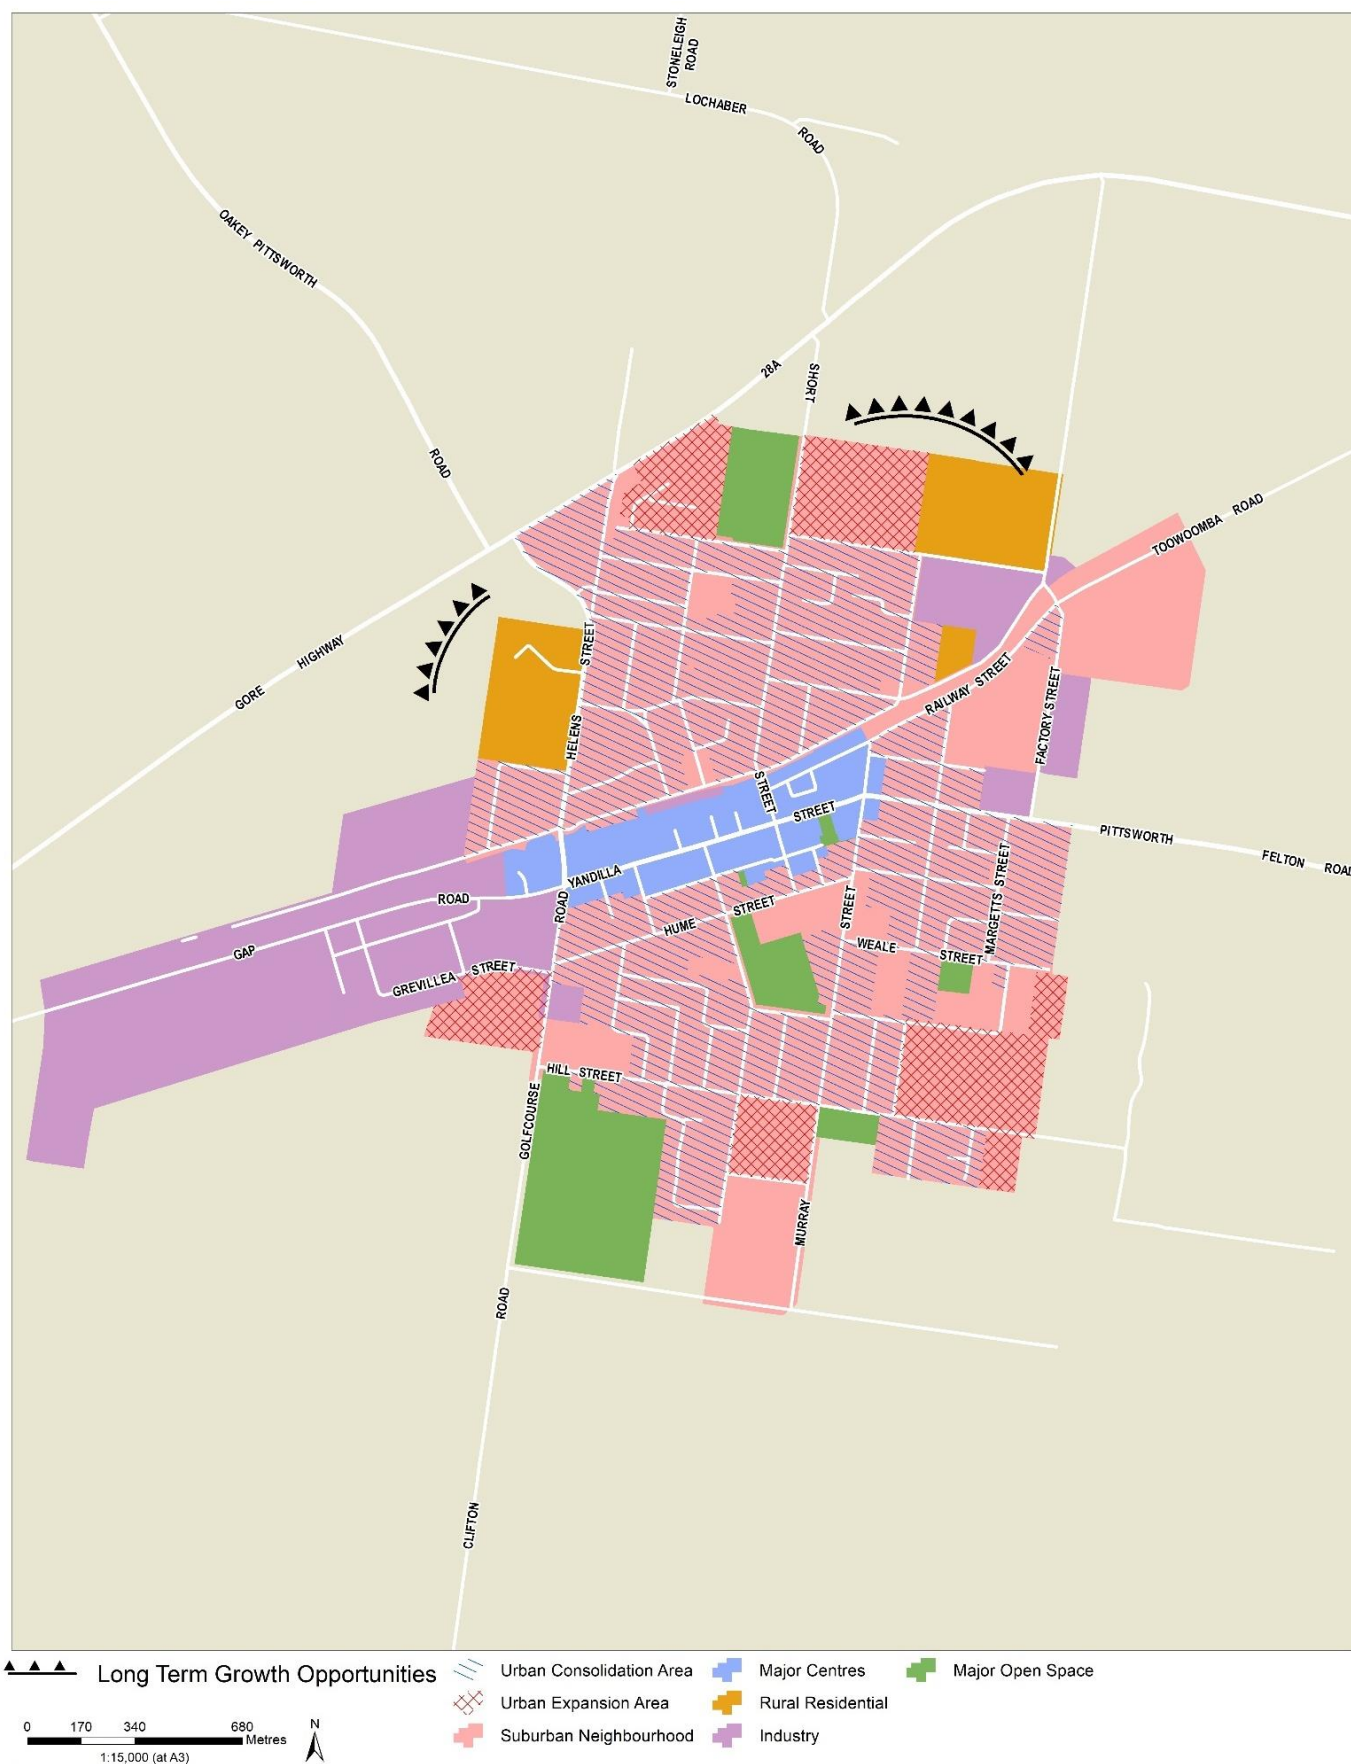 STONELEIGH
ROAD
LOCHABER
ROAD
OAKEY PITTSWORTH
ROAD
28A
SHORT
TOOWOOMBA ROAD
GORE HIGHWAY
HELENS STREET
RAILWAY STREET
FACTORY STREET
STREET
YANDILLA STREET
PITTSWORTH
FELTON ROAD
ROAD
ROAD
GAP
HUME STREET
STREET
WEALE STREET
MARGETTS STREET
GREVILLEA STREET
HILL STREET
GOLFCOURSE
MURRAY
ROAD
CLIFTON
Long Term Growth Opportunities
Urban Consolidation Area
Major Centres
Major Open Space
Urban Expansion Area
Rural Residential
Suburban Neighbourhood
Industry
0 170 340 680
Metres
1:15,000 (at A3)
N